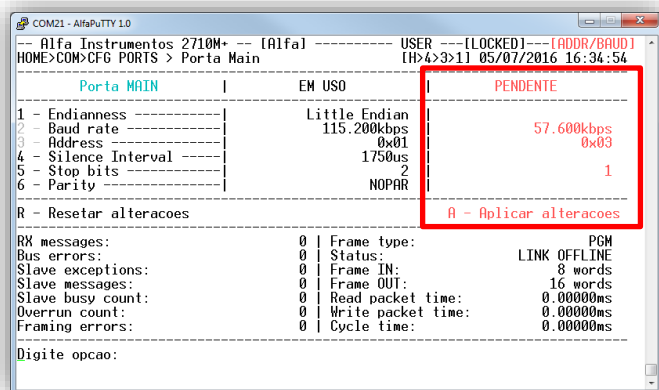 COM21 - AlfaPuTTY 1.0
-- Alfa Instrumentos 2710M+ -- [Alfa] ---------- USER ---[LOCKED]---[ADDR/BAUD]
HOME>COM>CFG PORTS > Porta Main [H>4>3>1] 05/07/2016 16:34:54
Porta MAIN | EM USO | PENDENTE
1 - Endianness ------------| Little Endian |
2 - Baud rate -------------| 115.200kbps | 57.600kbps
3 - Address ---------------| 0x01 | 0x03
4 - Silence Interval -----| 1750us |
5 - Stop bits -------------| 2 | 1
6 - Parity ----------------| NOPAR |
R - Resetar alteracoes A - Aplicar alteracoes
RX messages: 0 | Frame type: PGM
Bus errors: 0 | Status: LINK OFFLINE
Slave exceptions: 0 | Frame IN: 8 words
Slave messages: 0 | Frame OUT: 16 words
Slave busy count: 0 | Read packet time: 0.00000ms
Overrun count: 0 | Write packet time: 0.00000ms
Framing errors: 0 | Cycle time: 0.00000ms
Digite opcao: